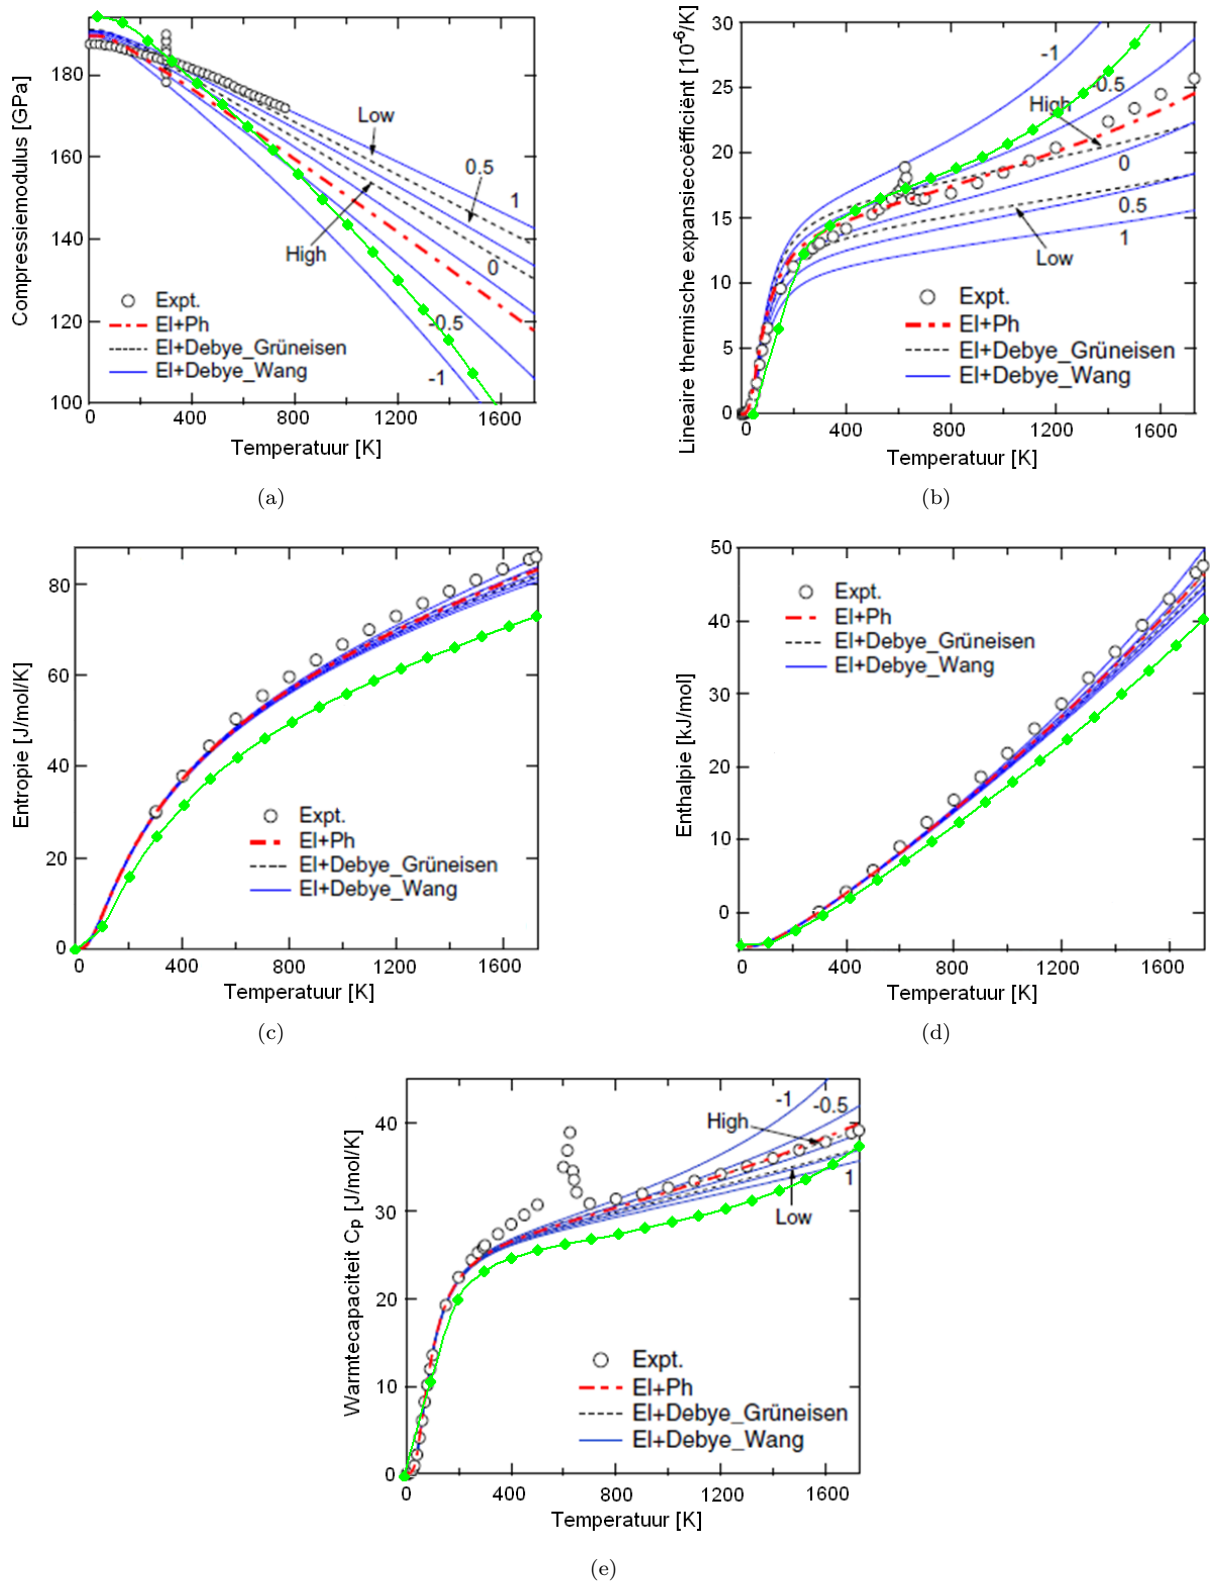 Compressiemodulus [GPa]
180
160
140
120
100
0 400 800 1200 1600
Temperatuur [K]
Low
0.5
1
High
0
-0.5
-1
Expt.
El+Ph
El+Debye_Grüneisen
El+Debye_Wang
(a)
Lineaire thermische expansiecoëfficiënt [10⁻⁶/K]
30
25
20
15
10
5
0
0 400 800 1200 1600
Temperatuur [K]
-1
-0.5
High
0
0.5
Low
1
Expt.
El+Ph
El+Debye_Grüneisen
El+Debye_Wang
(b)
Entropie [J/mol/K]
80
60
40
20
0
0 400 800 1200 1600
Temperatuur [K]
Expt.
El+Ph
El+Debye_Grüneisen
El+Debye_Wang
(c)
Enthalpie [kJ/mol]
50
40
30
20
10
0
0 400 800 1200 1600
Temperatuur [K]
Expt.
El+Ph
El+Debye_Grüneisen
El+Debye_Wang
(d)
Warmtecapaciteit Cp [J/mol/K]
40
30
20
10
0
0 400 800 1200 1600
Temperatuur [K]
-1
-0.5
High
1
Low
Expt.
El+Ph
El+Debye_Grüneisen
El+Debye_Wang
(e)